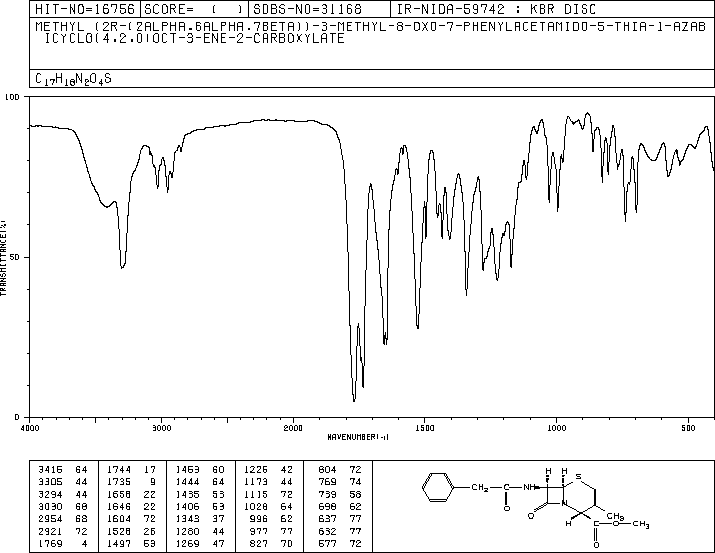 HIT-NO=16756 SCORE= ( ) SDBS-NO=31168 IR-NIDA-59742 : KBR DISC
METHYL (2R-(2ALPHA.6ALPHA.7BETA))-3-METHYL-8-OXO-7-PHENYLACETAMIDO-5-THIA-1-AZAB
ICYCLO(4.2.0)OCT-3-ENE-2-CARBOXYLATE
C17H18N2O4S
100
50
0
TRANSMITTANCE(%)
4000 3000 2000 1500 1000 500
WAVENUMBER(-1)
3415 64 1744 17 1453 60 1225 42 804 72
3305 44 1735 9 1444 64 1173 44 769 74
3294 44 1658 22 1435 55 1115 72 739 58
3030 68 1646 22 1406 53 1028 64 698 62
2954 68 1604 72 1343 37 996 62 637 77
2921 72 1528 26 1280 44 977 77 632 77
1769 4 1497 53 1269 47 827 70 577 72
H H
S
CH2 C NH
O
N
O
H
CH3
C O CH3
O